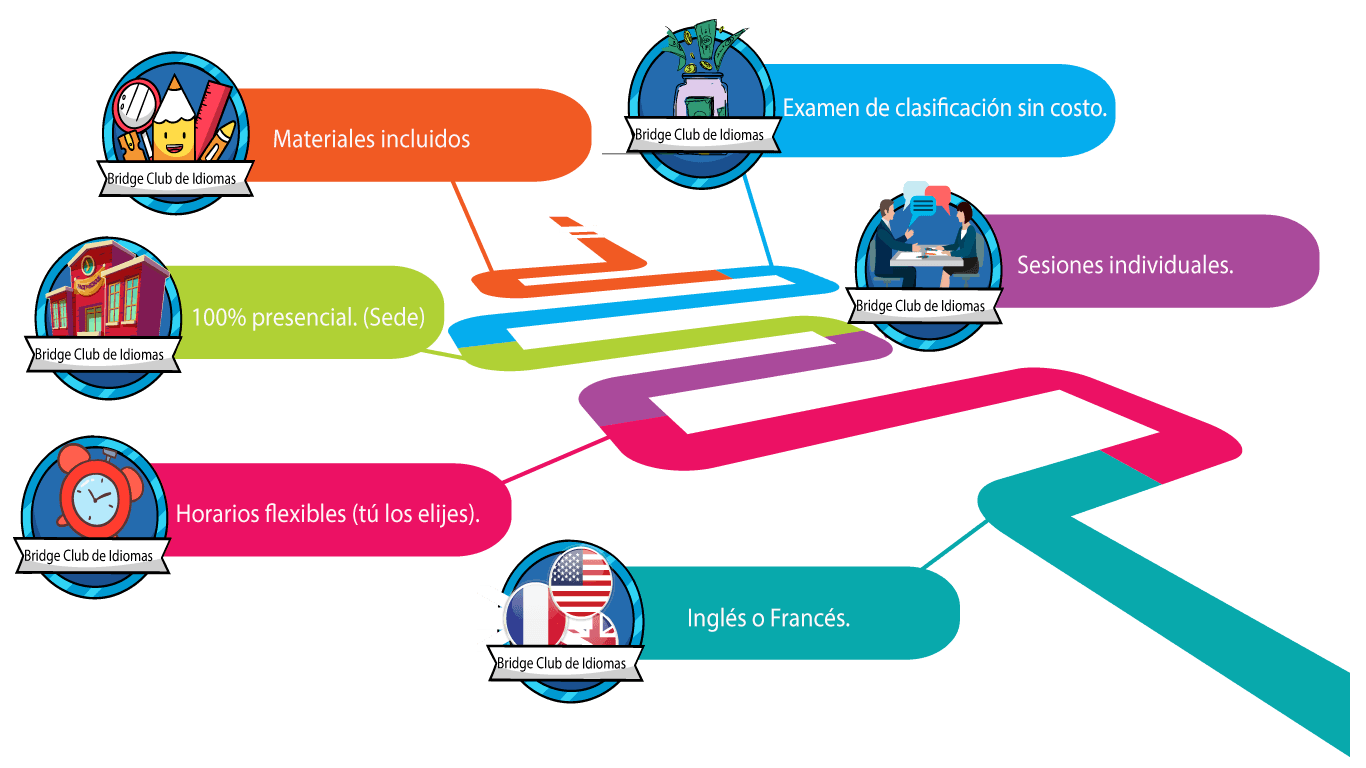 Materiales incluidos
Bridge Club de Idiomas
Examen de clasificación sin costo.
Bridge Club de Idiomas
Sesiones individuales.
Bridge Club de Idiomas
100% presencial. (Sede)
Bridge Club de Idiomas
Horarios flexibles (tú los elijes).
Bridge Club de Idiomas
Inglés o Francés.
Bridge Club de Idiomas